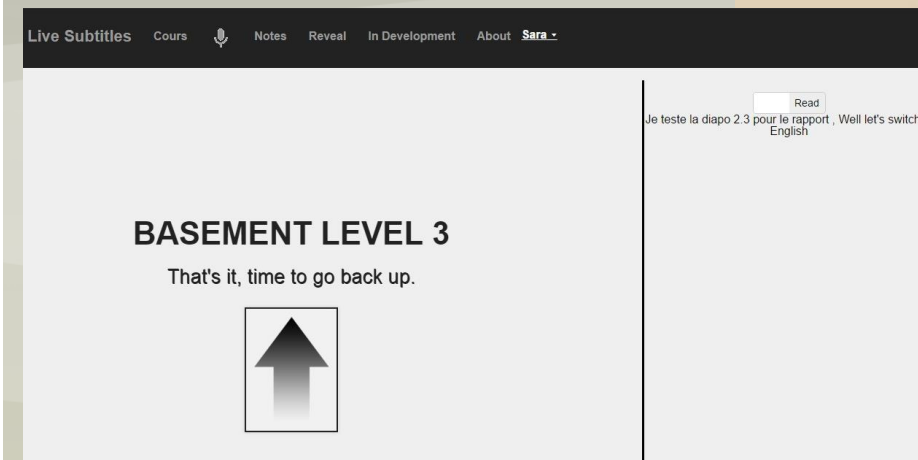 Live Subtitles Cours Notes Reveal In Development About Sara
BASEMENT LEVEL 3
That's it, time to go back up.
Read
Je teste la diapo 2.3 pour le rapport , Well let's switch
English